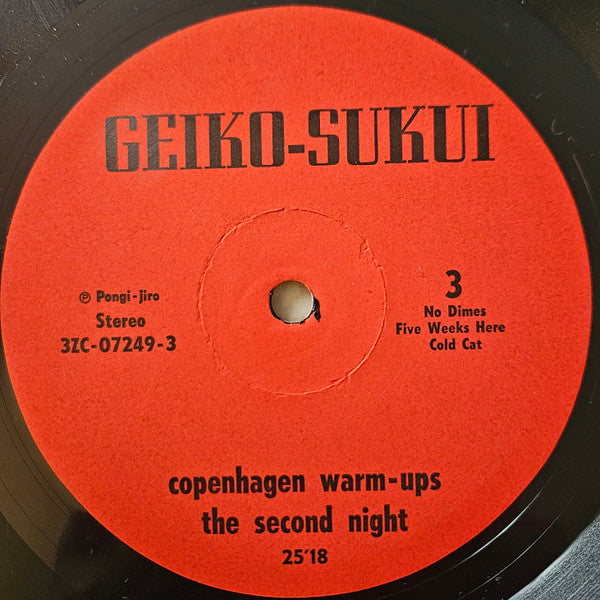 GEIKO-SUKUI
℗ Pongi-jiro
Stereo
3ZC-07249-3
3
No Dimes
Five Weeks Here
Cold Cat
copenhagen warm-ups
the second night
25'18